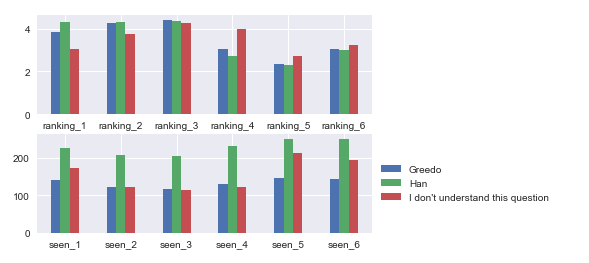 4
2
0
ranking_1 ranking_2 ranking_3 ranking_4 ranking_5 ranking_6
200
100
0
seen_1 seen_2 seen_3 seen_4 seen_5 seen_6
Greedo
Han
I don't understand this question